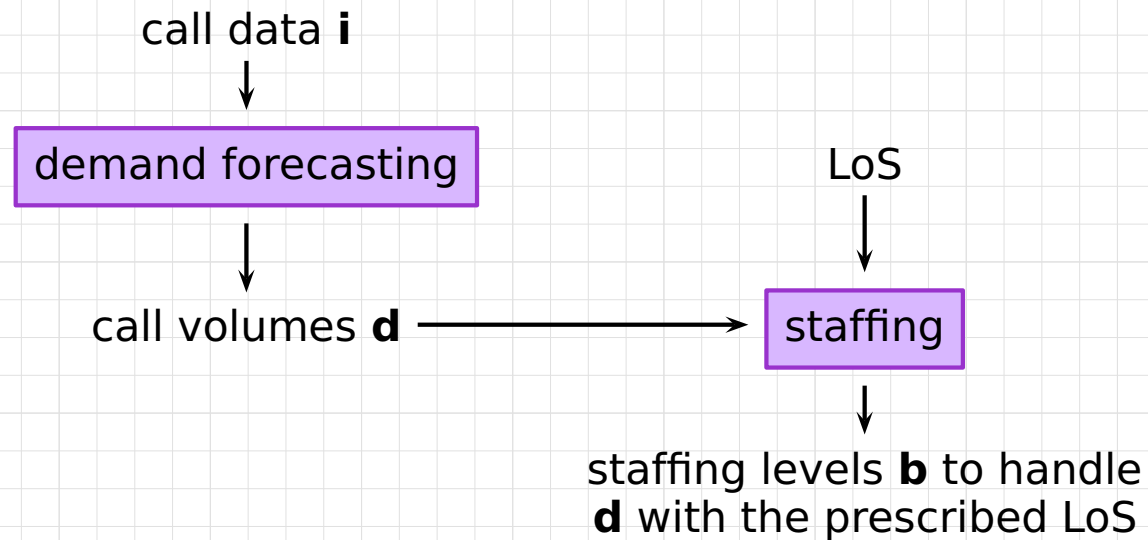 call data i
demand forecasting
LoS
call volumes d
staffing
staffing levels b to handle
d with the prescribed LoS